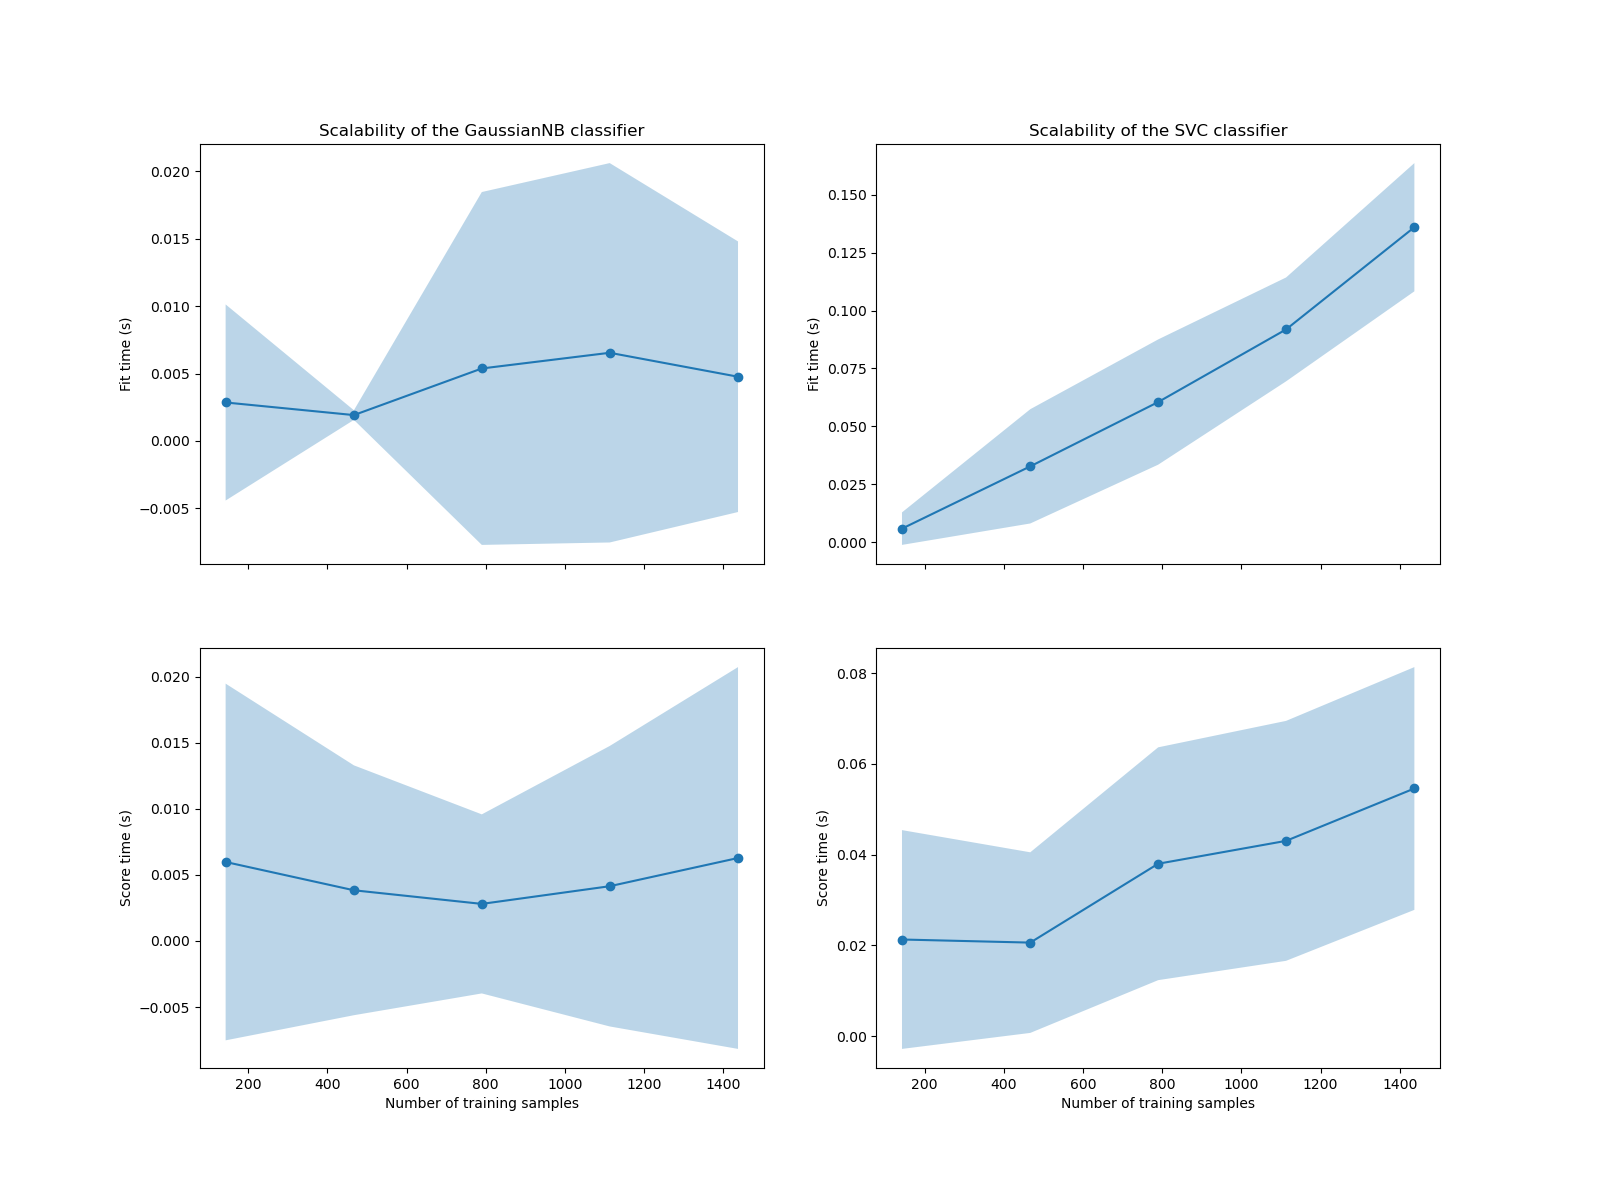 Scalability of the GaussianNB classifier
0.020
0.015
0.010
0.005
0.000
−0.005
Fit time (s)
Scalability of the SVC classifier
0.150
0.125
0.100
0.075
0.050
0.025
0.000
Fit time (s)
0.020
0.015
0.010
0.005
0.000
−0.005
Score time (s)
200 400 600 800 1000 1200 1400
Number of training samples
0.08
0.06
0.04
0.02
0.00
Score time (s)
200 400 600 800 1000 1200 1400
Number of training samples